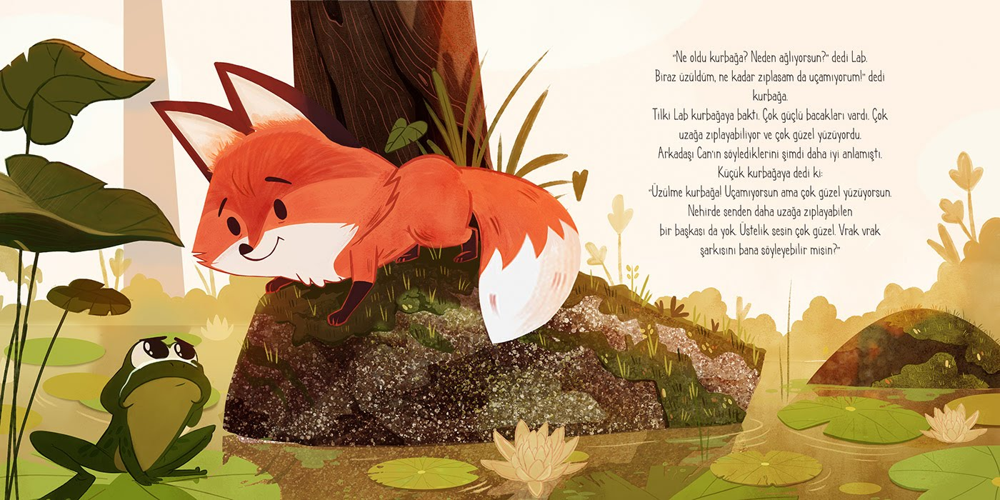 "Ne oldu kurbağa? Neden ağlıyorsun?" dedi Lab.
Biraz üzüldüm, ne kadar zıplasam da uçamıyorum!" dedi
kurbağa.
Tilki Lab kurbağaya baktı. Çok güçlü bacakları vardı. Çok
uzağa zıplayabiliyor ve çok güzel yüzüyordu.
Arkadaşı Can'ın söylediklerini şimdi daha iyi anlamıştı.
Küçük kurbağaya dedi ki:
"Üzülme kurbağa! Uçamıyorsun ama çok güzel yüzüyorsun.
Nehirde senden daha uzağa zıplayabilen
bir başkası da yok. Üstelik sesin çok güzel. Vrak vrak
şarkısını bana söyleyebilir misin?"